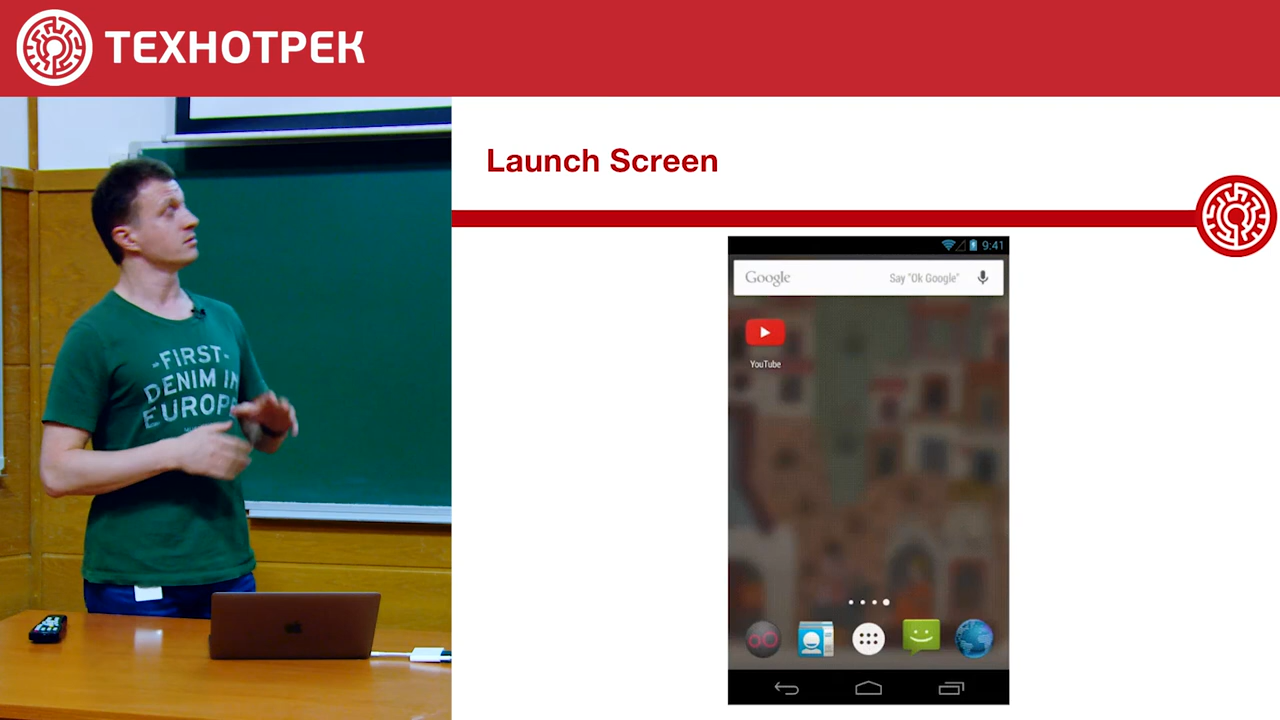 ТЕХНОТРЕК
Launch Screen
9:41
Google
Say "Ok Google"
YouTube
-FIRST-
DENIM IN
EUROPE